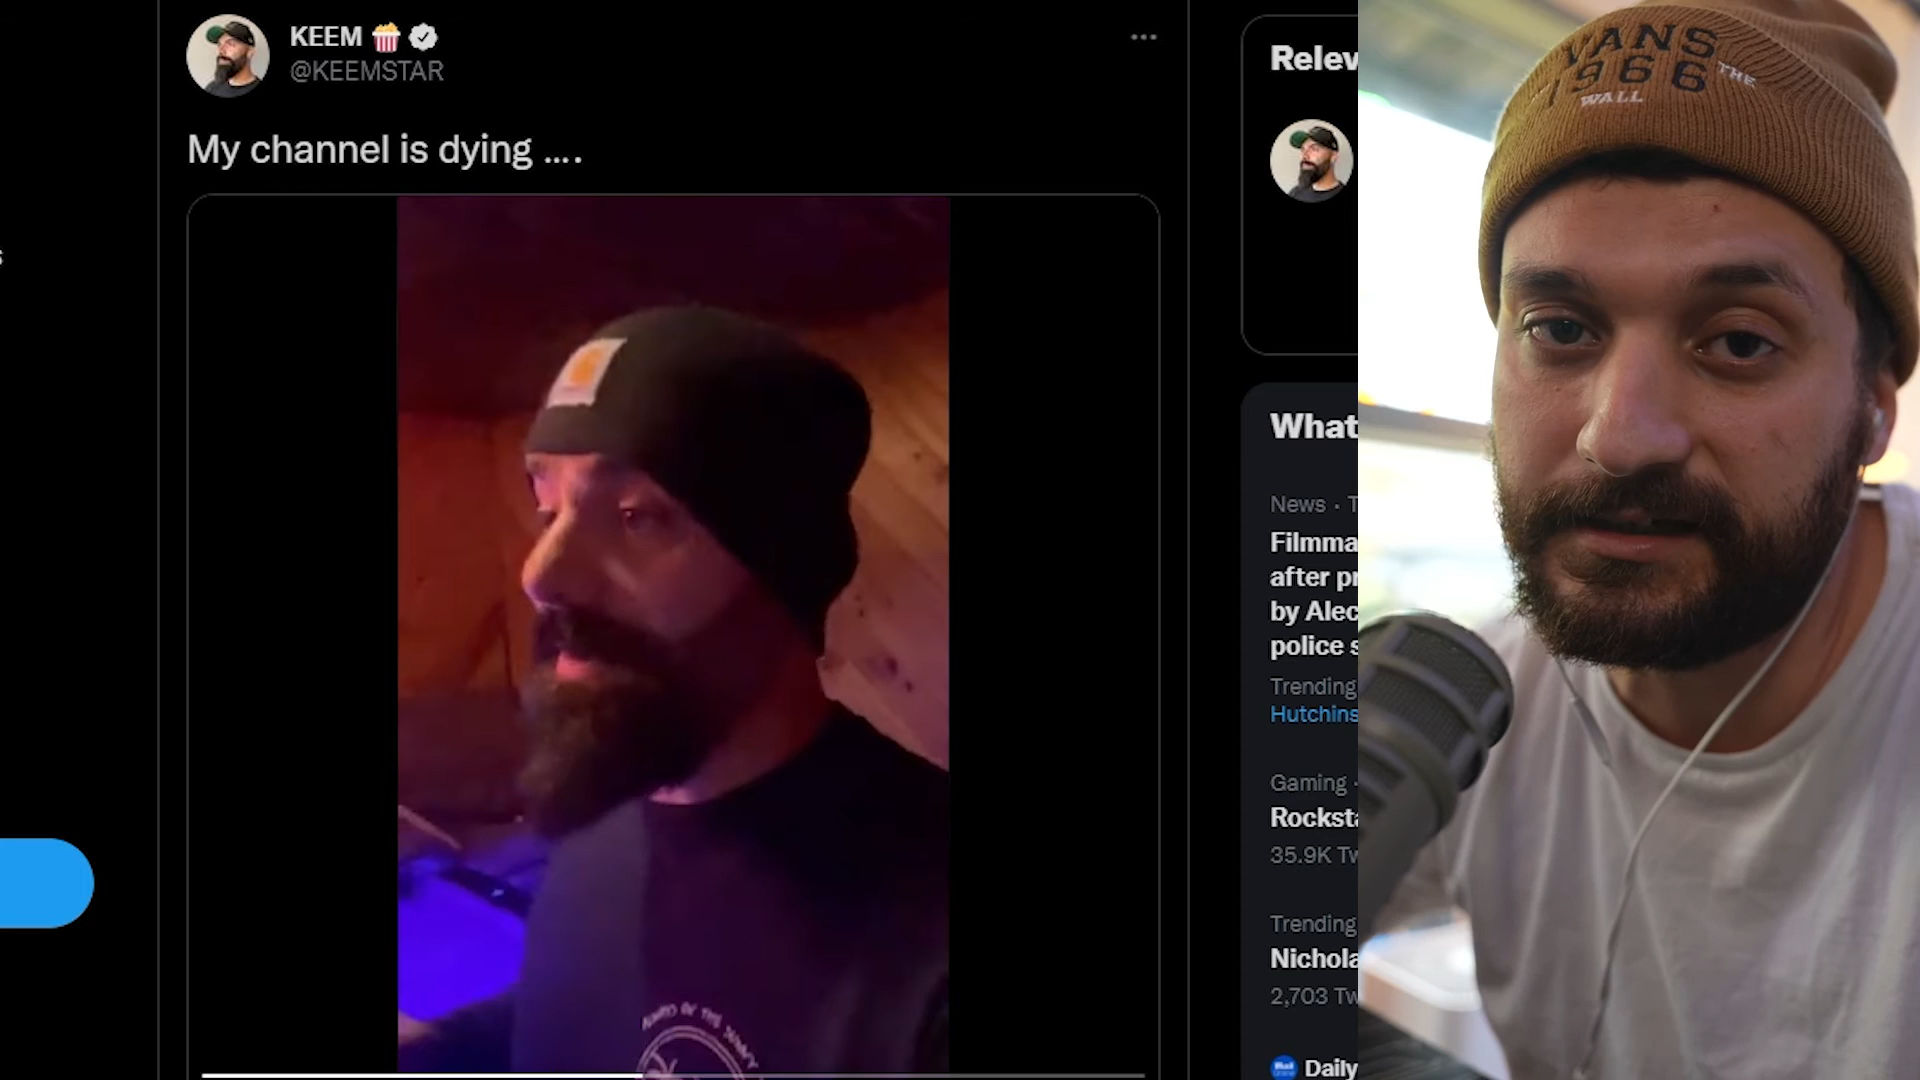 KEEM
@KEEMSTAR
My channel is dying ....
Relev
What
News · T
Filmma
after pr
by Alec
police s
Trending
Hutchins
Gaming ·
Rocksta
35.9K Tw
Trending
Nichola
2,703 Tw
Daily
VANS
1966
THE
WALL